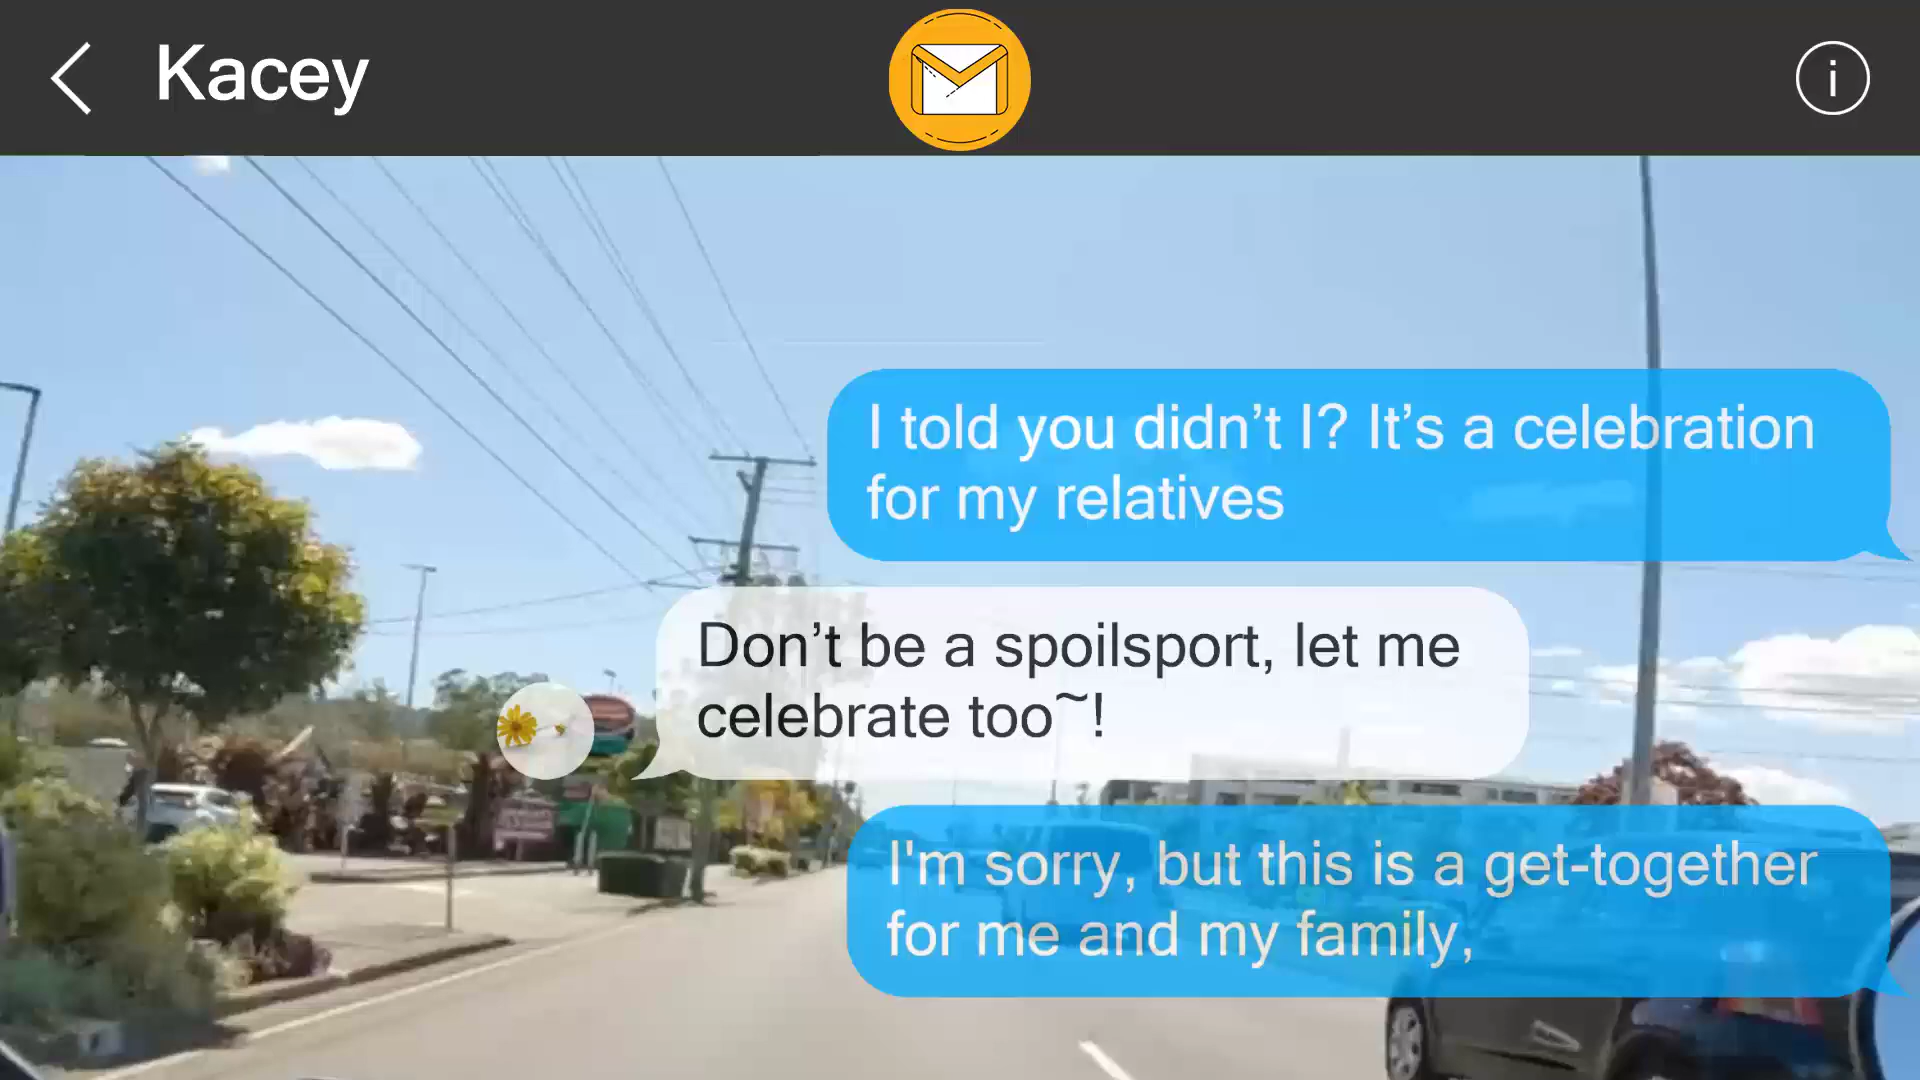 Kacey
I told you didn’t I? It’s a celebration
for my relatives
Don’t be a spoilsport, let me
celebrate too~!
I'm sorry, but this is a get-together
for me and my family,